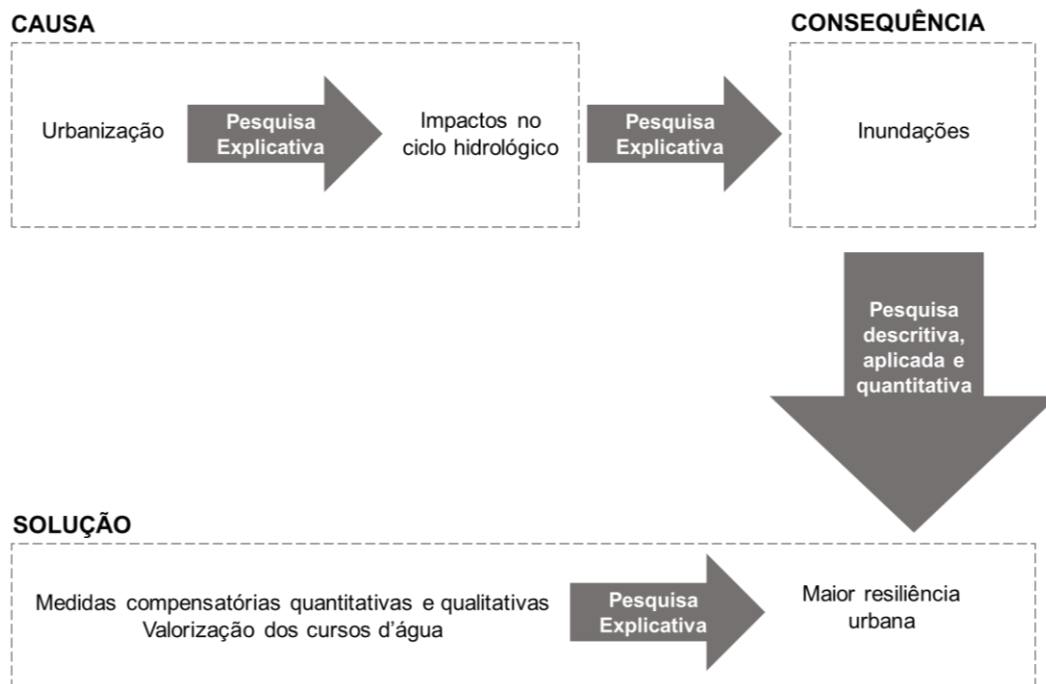 CAUSA
CONSEQUÊNCIA
Urbanização
Pesquisa
Explicativa
Impactos no
ciclo hidrológico
Pesquisa
Explicativa
Inundações
Pesquisa
descritiva,
aplicada e
quantitativa
SOLUÇÃO
Medidas compensatórias quantitativas e qualitativas
Valorização dos cursos d’água
Pesquisa
Explicativa
Maior resiliência
urbana